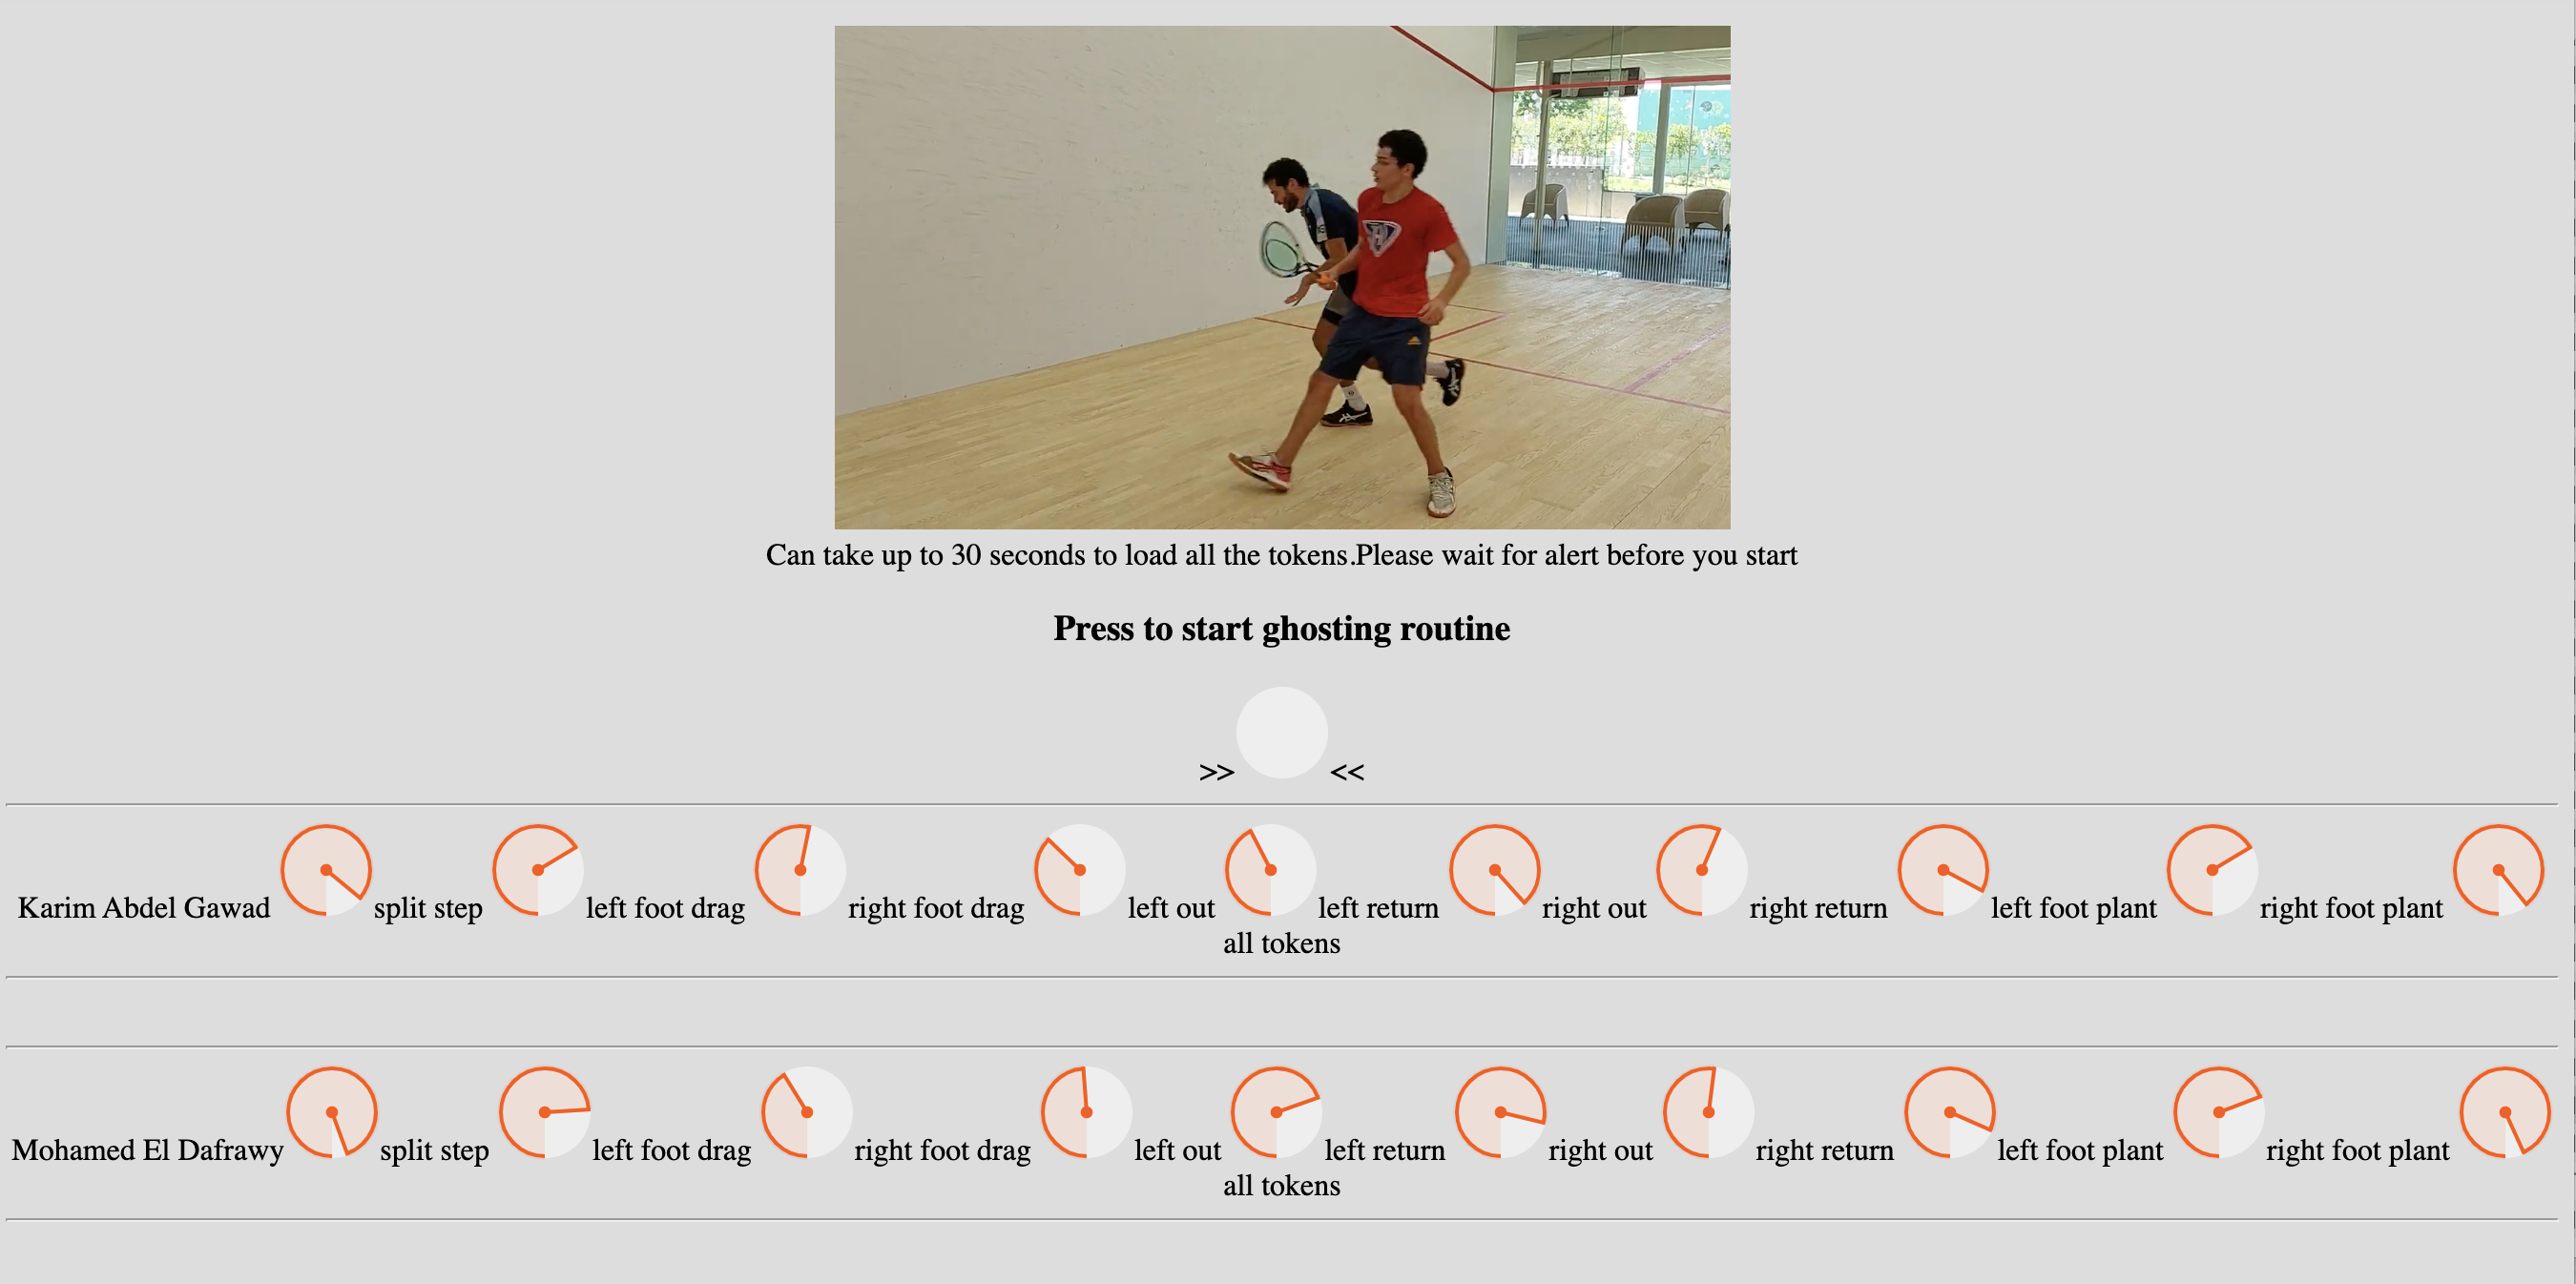 Can take up to 30 seconds to load all the tokens.Please wait for alert before you start
Press to start ghosting routine
>> <<
Karim Abdel Gawad split step left foot drag right foot drag left out left return right out right return left foot plant right foot plant
all tokens
Mohamed El Dafrawy split step left foot drag right foot drag left out left return right out right return left foot plant right foot plant
all tokens